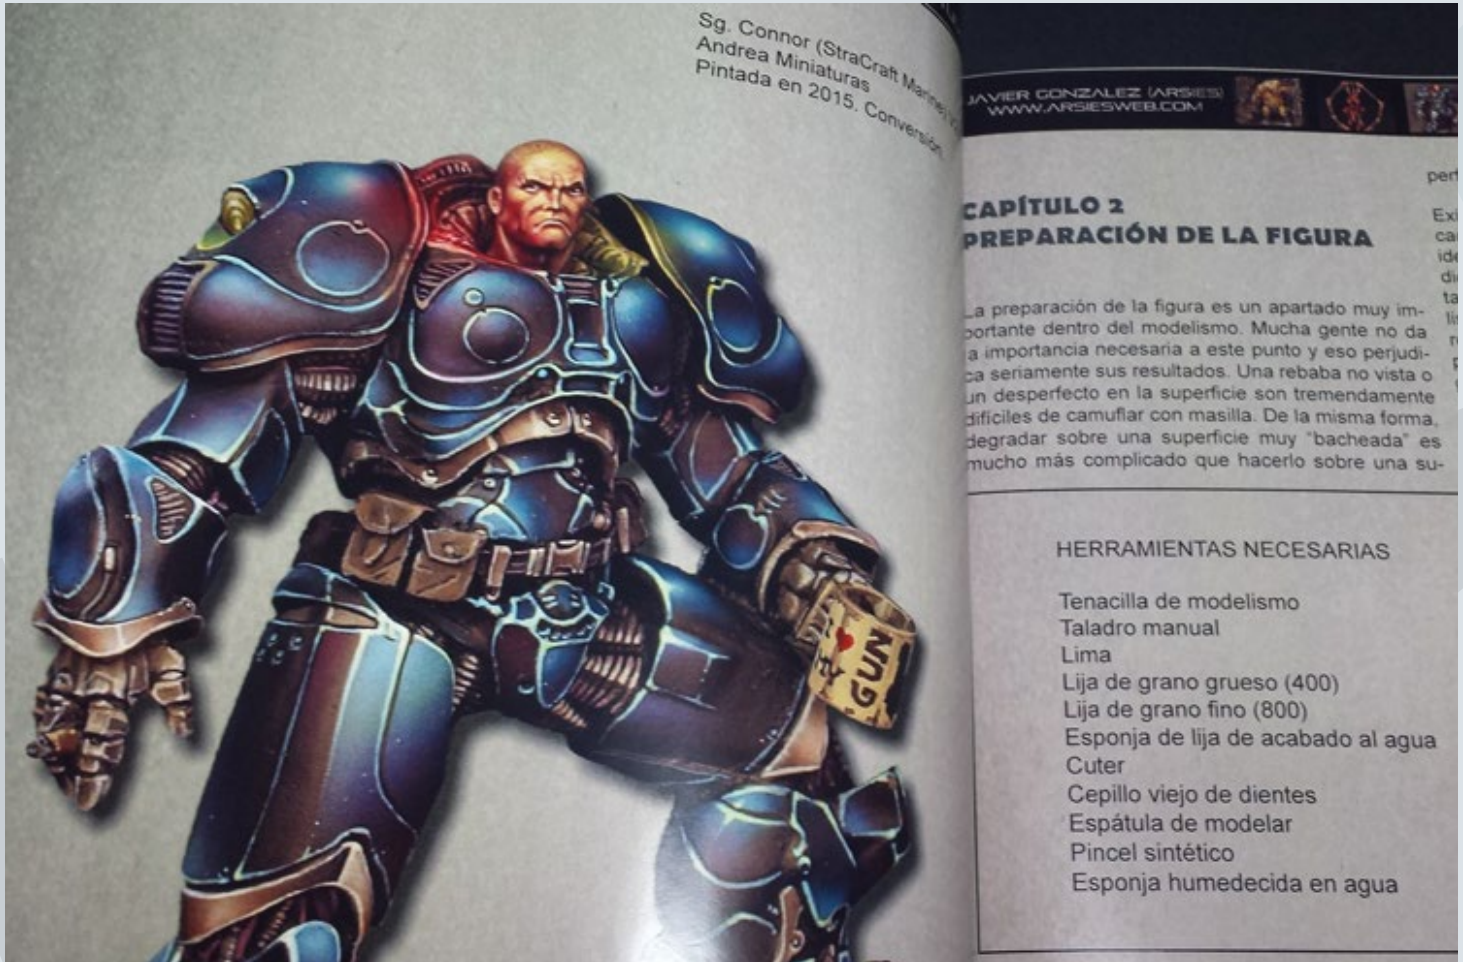 Sg. Connor (StraCraft Marine)
Andrea Miniaturas
Pintada en 2015. Conversión.
JAVIER GONZALEZ (ARSIES)
WWW.ARSIESWEB.COM
CAPÍTULO 2
PREPARACIÓN DE LA FIGURA
La preparación de la figura es un apartado muy im-
portante dentro del modelismo. Mucha gente no da
la importancia necesaria a este punto y eso perjudi-
ca seriamente sus resultados. Una rebaba no vista o
un desperfecto en la superficie son tremendamente
difíciles de camuflar con masilla. De la misma forma,
degradar sobre una superficie muy "bacheada" es
mucho más complicado que hacerlo sobre una su-
HERRAMIENTAS NECESARIAS
Tenacilla de modelismo
Taladro manual
Lima
Lija de grano grueso (400)
Lija de grano fino (800)
Esponja de lija de acabado al agua
Cuter
Cepillo viejo de dientes
Espátula de modelar
Pincel sintético
Esponja humedecida en agua
I ♥
MY
GUN